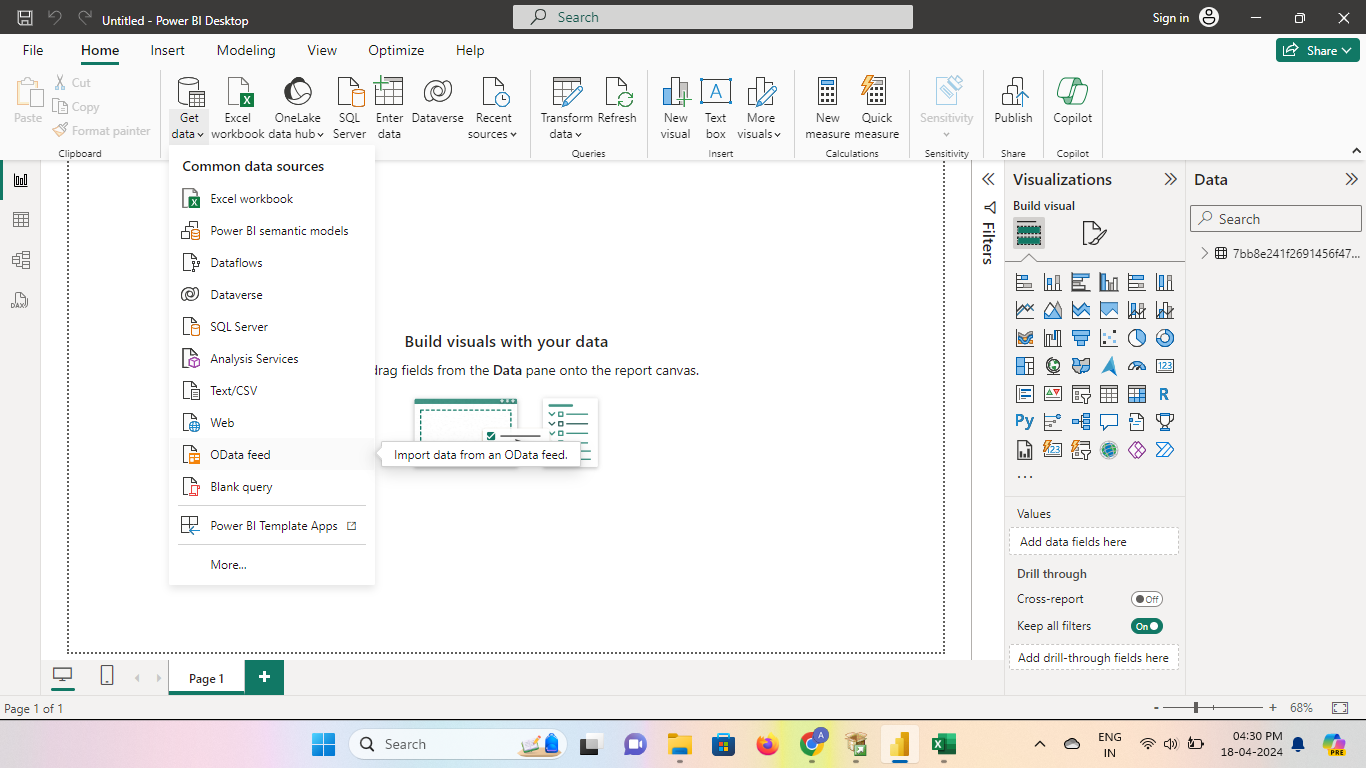 Untitled - Power BI Desktop
Search
Sign in
File
Home
Insert
Modeling
View
Optimize
Help
Share
Paste
Cut
Copy
Format painter
Clipboard
Get data
Excel workbook
OneLake data hub
SQL Server
Enter data
Dataverse
Recent sources
Transform data
Refresh
Queries
New visual
Text box
More visuals
Insert
New measure
Quick measure
Calculations
Sensitivity
Sensitivity
Publish
Share
Copilot
Copilot
Common data sources
Excel workbook
Power BI semantic models
Dataflows
Dataverse
SQL Server
Analysis Services
Text/CSV
Web
OData feed
Blank query
Power BI Template Apps
More...
Import data from an OData feed.
Build visuals with your data
drag fields from the Data pane onto the report canvas.
Filters
Visualizations
Build visual
R
Py
123
...
Values
Add data fields here
Drill through
Cross-report
Off
Keep all filters
On
Add drill-through fields here
Data
Search
7bb8e241f2691456f47...
DAX
Page 1
Page 1 of 1
- + 68%
Search
A
ENG
IN
04:30 PM
18-04-2024
PRE